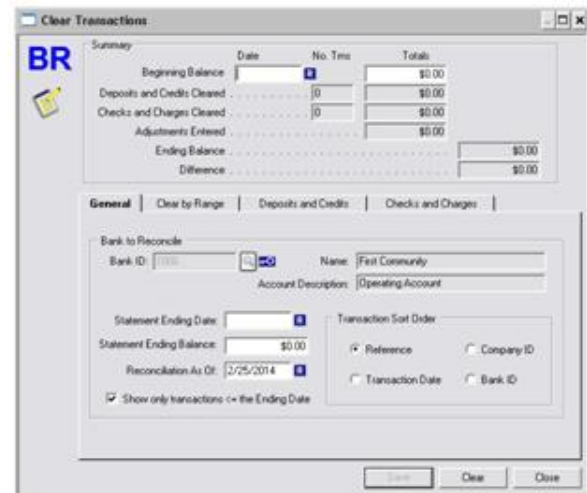 Clear Transactions
BR
Summary
Date No. Trns Totals
Beginning Balance $0.00
Deposits and Credits Cleared . . . . . . . . . . . . 0 $0.00
Checks and Charges Cleared . . . . . . . . . . . . 0 $0.00
Adjustments Entered . . . . . . . . . . . . $0.00
Ending Balance . . . . . . . . . . . . $0.00
Difference . . . . . . . . . . . . $0.00
General Clear by Range Deposits and Credits Checks and Charges
Bank to Reconcile
Bank ID: Name: First Community
Account Description: Operating Account
Statement Ending Date:
Statement Ending Balance: $0.00
Reconciliation As Of: 2/25/2014
Show only transactions <= the Ending Date
Transaction Sort Order
Reference Company ID
Transaction Date Bank ID
Save Clear Close